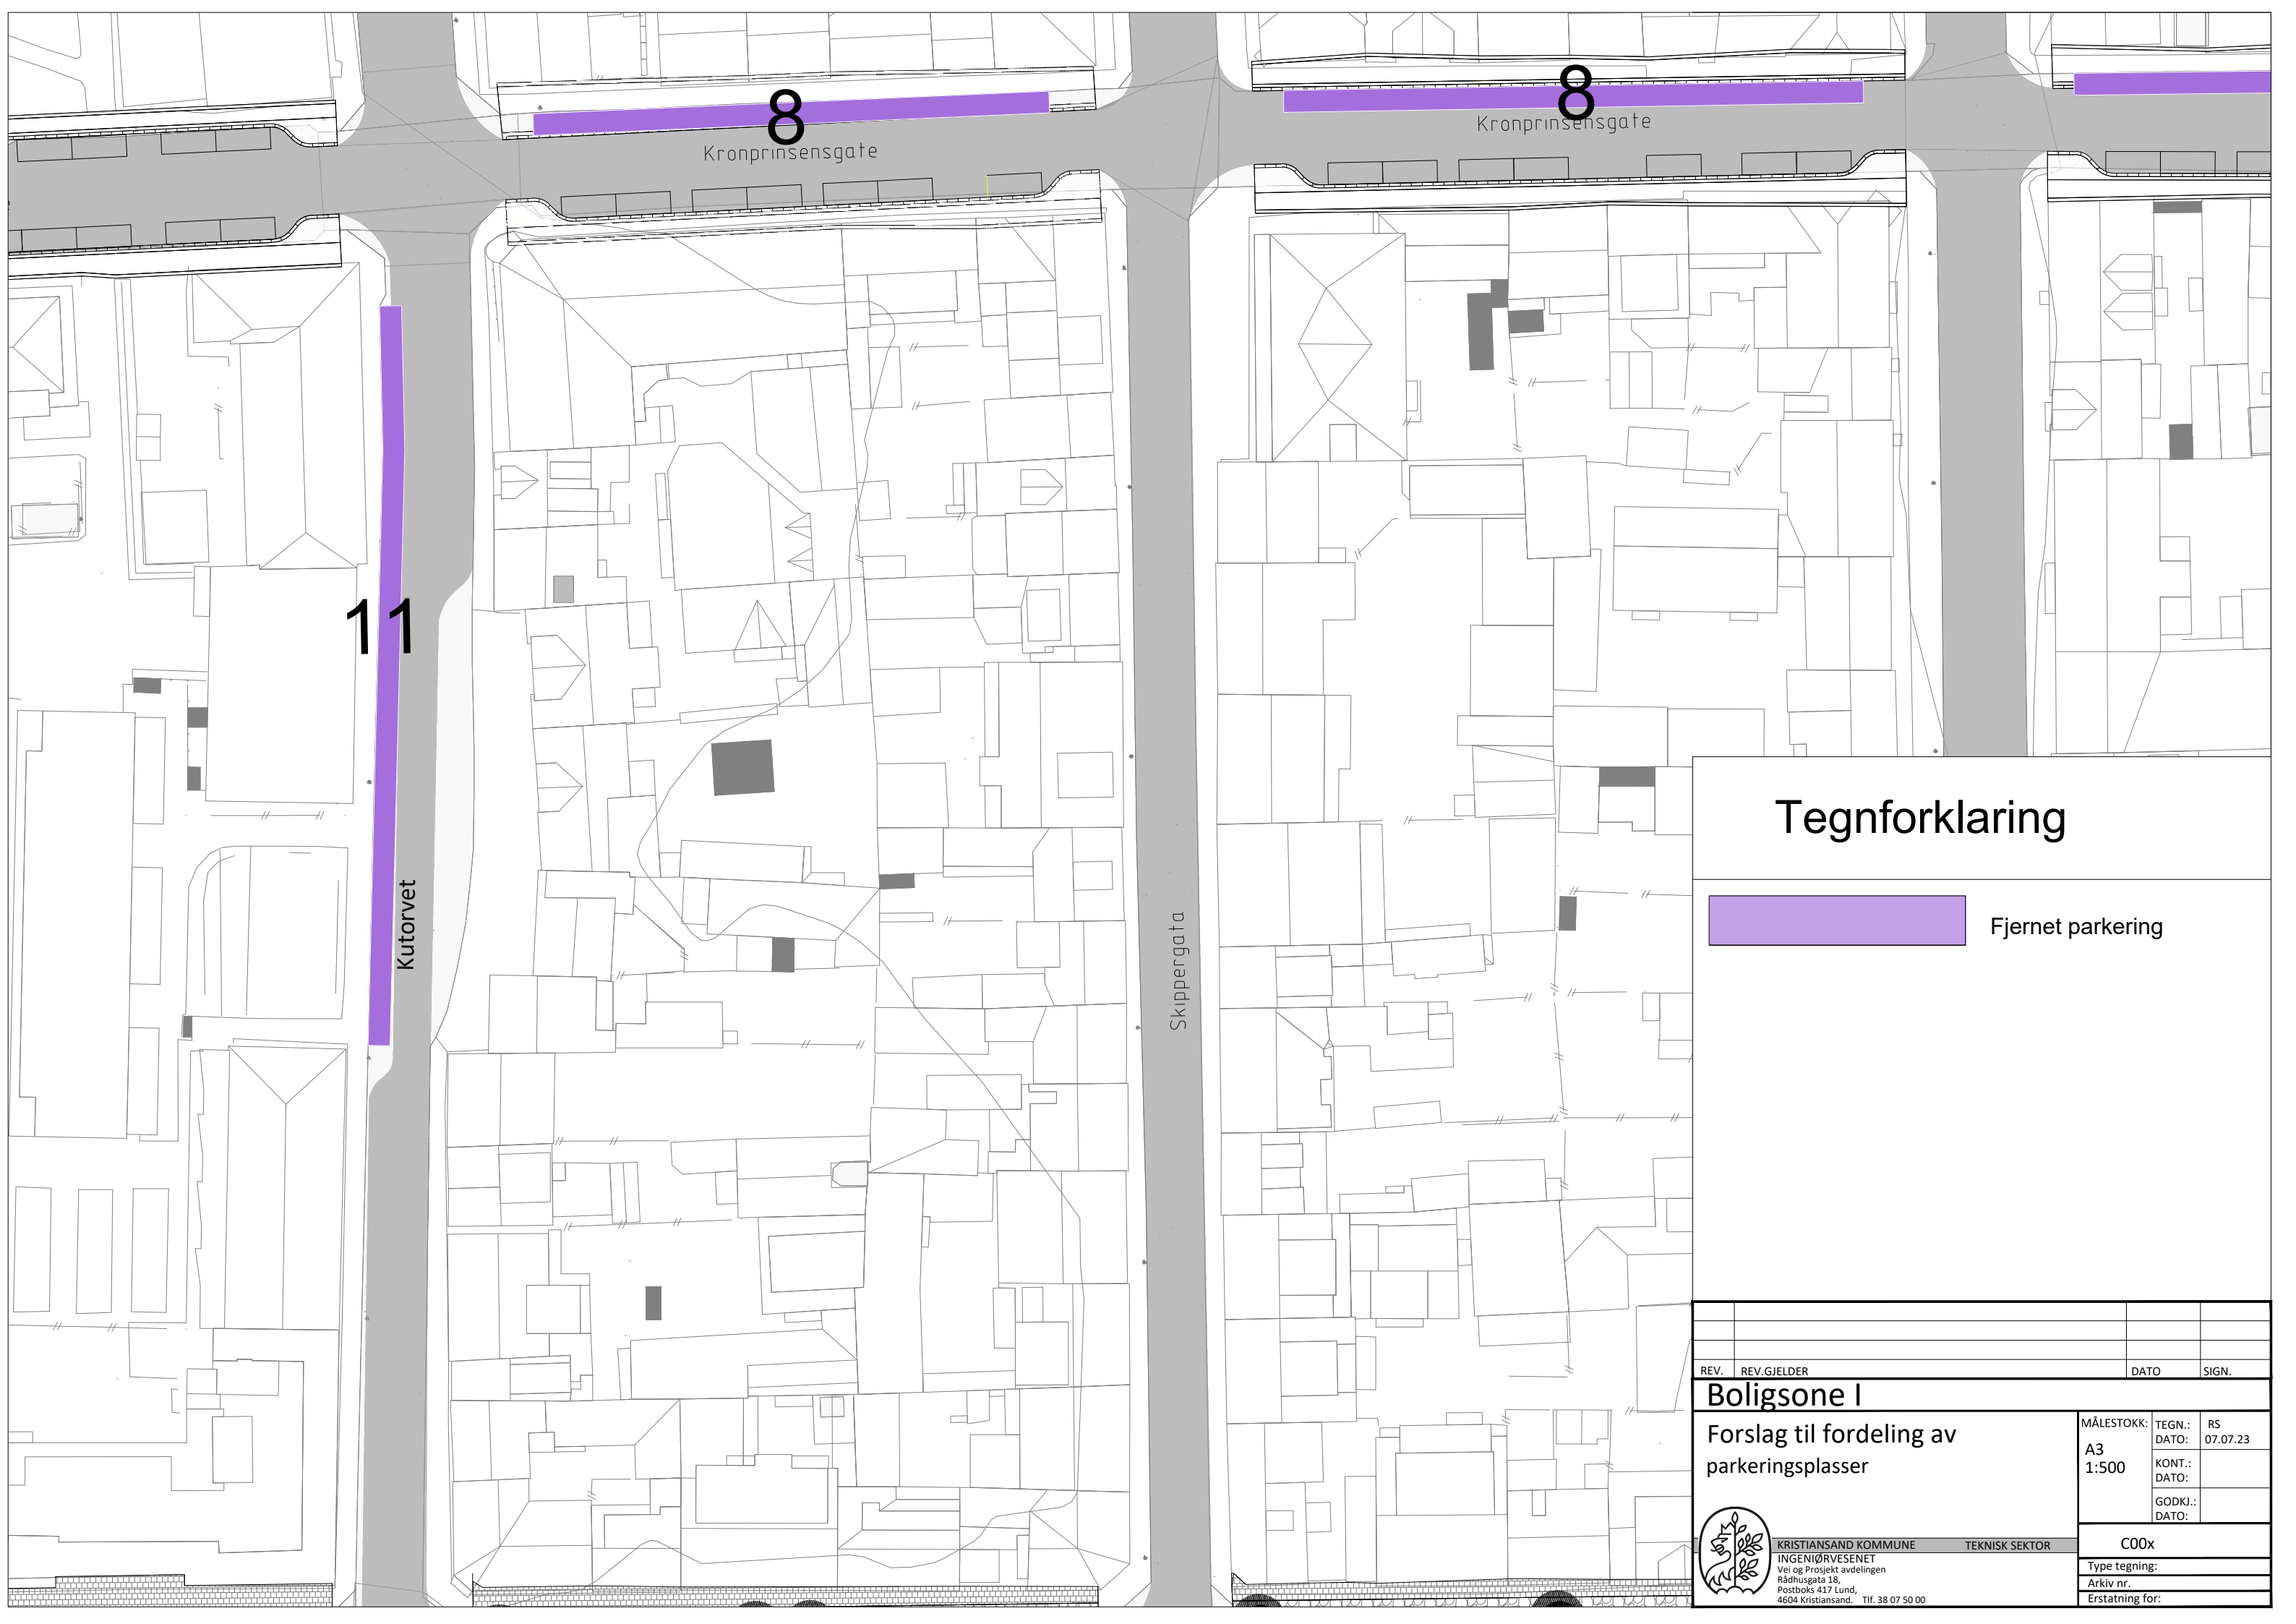 8
Kronprinsensgate
8
Kronprinsensgate
11
Kutorvet
Skippergata
Tegnforklaring
Fjernet parkering
REV. REV.GJELDER DATO SIGN.
Boligsone I
Forslag til fordeling av
parkeringsplasser
MÅLESTOKK:
A3
1:500
TEGN.: RS
DATO: 07.07.23
KONT.:
DATO:
GODKJ.:
DATO:
KRISTIANSAND KOMMUNE TEKNISK SEKTOR
INGENIØRVESENET
Vei og Prosjekt avdelingen
Rådhusgata 18,
Postboks 417 Lund,
4604 Kristiansand. Tlf. 38 07 50 00
C00x
Type tegning:
Arkiv nr.
Erstatning for: